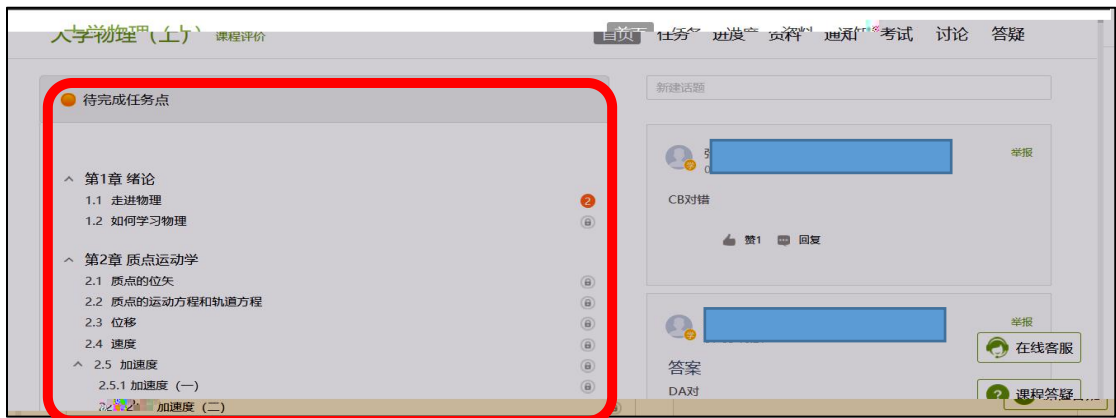 大学物理(上) 课程评价
首页 任务 进度 资料 通知 考试 讨论 答疑
待完成任务点
第1章 绪论
1.1 走进物理 2
1.2 如何学习物理
第2章 质点运动学
2.1 质点的位矢
2.2 质点的运动方程和轨道方程
2.3 位移
2.4 速度
2.5 加速度
2.5.1 加速度 (一)
加速度 (二)
新建话题
举报
CB对错
赞1 回复
举报
答案
DA对
在线客服
课程答疑